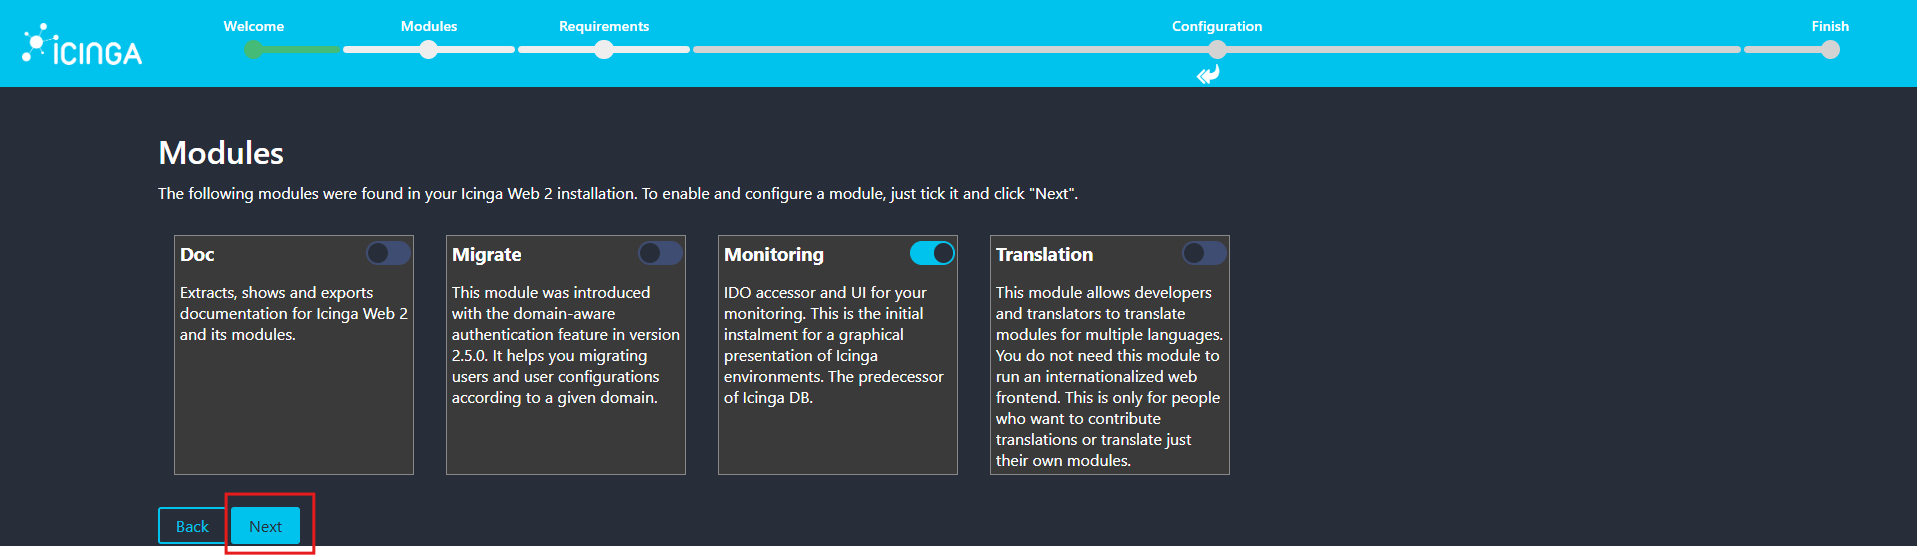 Welcome
Modules
Requirements
Configuration
Finish
ICINGA
Modules
The following modules were found in your Icinga Web 2 installation. To enable and configure a module, just tick it and click "Next".
Doc
Extracts, shows and exports
documentation for Icinga Web 2
and its modules.
Migrate
This module was introduced
with the domain-aware
authentication feature in version
2.5.0. It helps you migrating
users and user configurations
according to a given domain.
Monitoring
IDO accessor and UI for your
monitoring. This is the initial
instalment for a graphical
presentation of Icinga
environments. The predecessor
of Icinga DB.
Translation
This module allows developers
and translators to translate
modules for multiple languages.
You do not need this module to
run an internationalized web
frontend. This is only for people
who want to contribute
translations or translate just
their own modules.
Back
Next